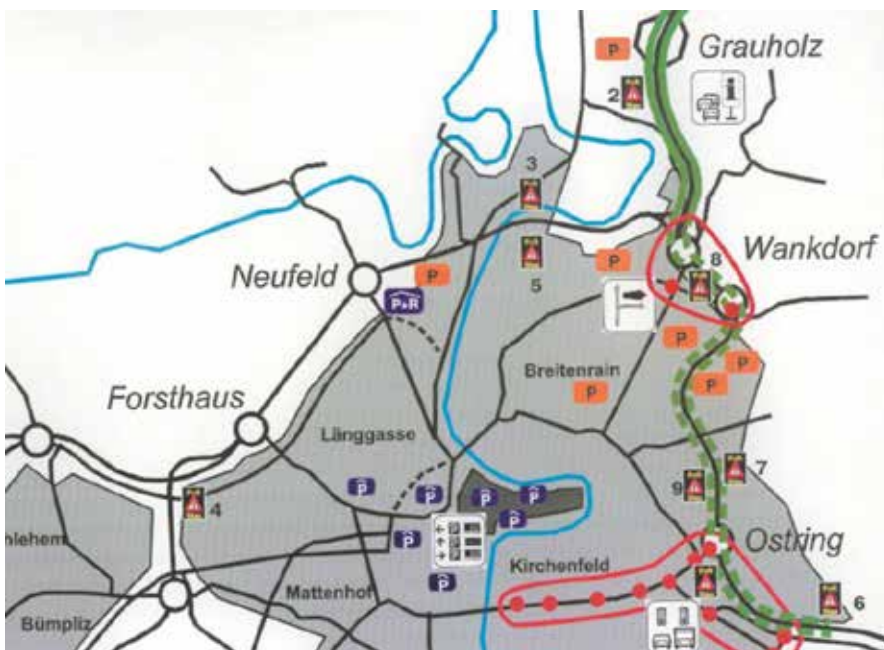 P
Grauholz
2
3
Wankdorf
Neufeld
P
5
P
8
P+R
P
Breitenrain
P
P
P
Forsthaus
Länggasse
7
9
P
P
P
P
4
P
P
Ostring
hlehem
Kirchenfeld
Mattenhof
P
6
Bümpliz